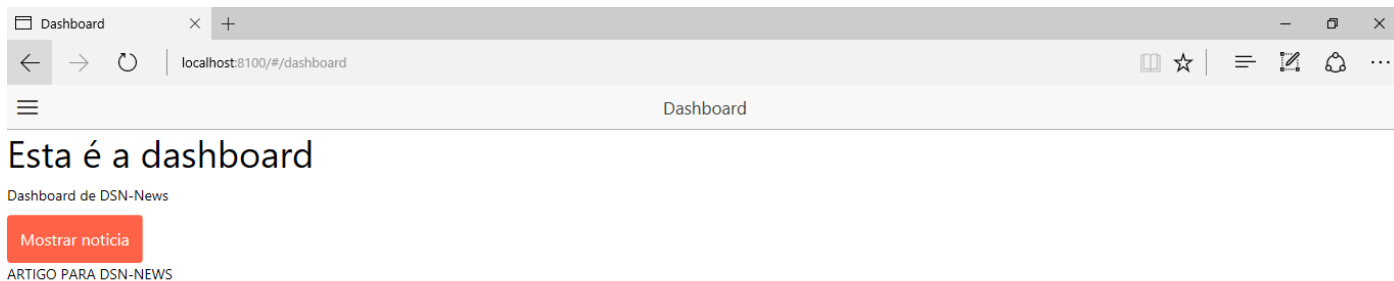 Dashboard
localhost:8100/#/dashboard
Dashboard
Esta é a dashboard
Dashboard de DSN-News
Mostrar noticia
ARTIGO PARA DSN-NEWS